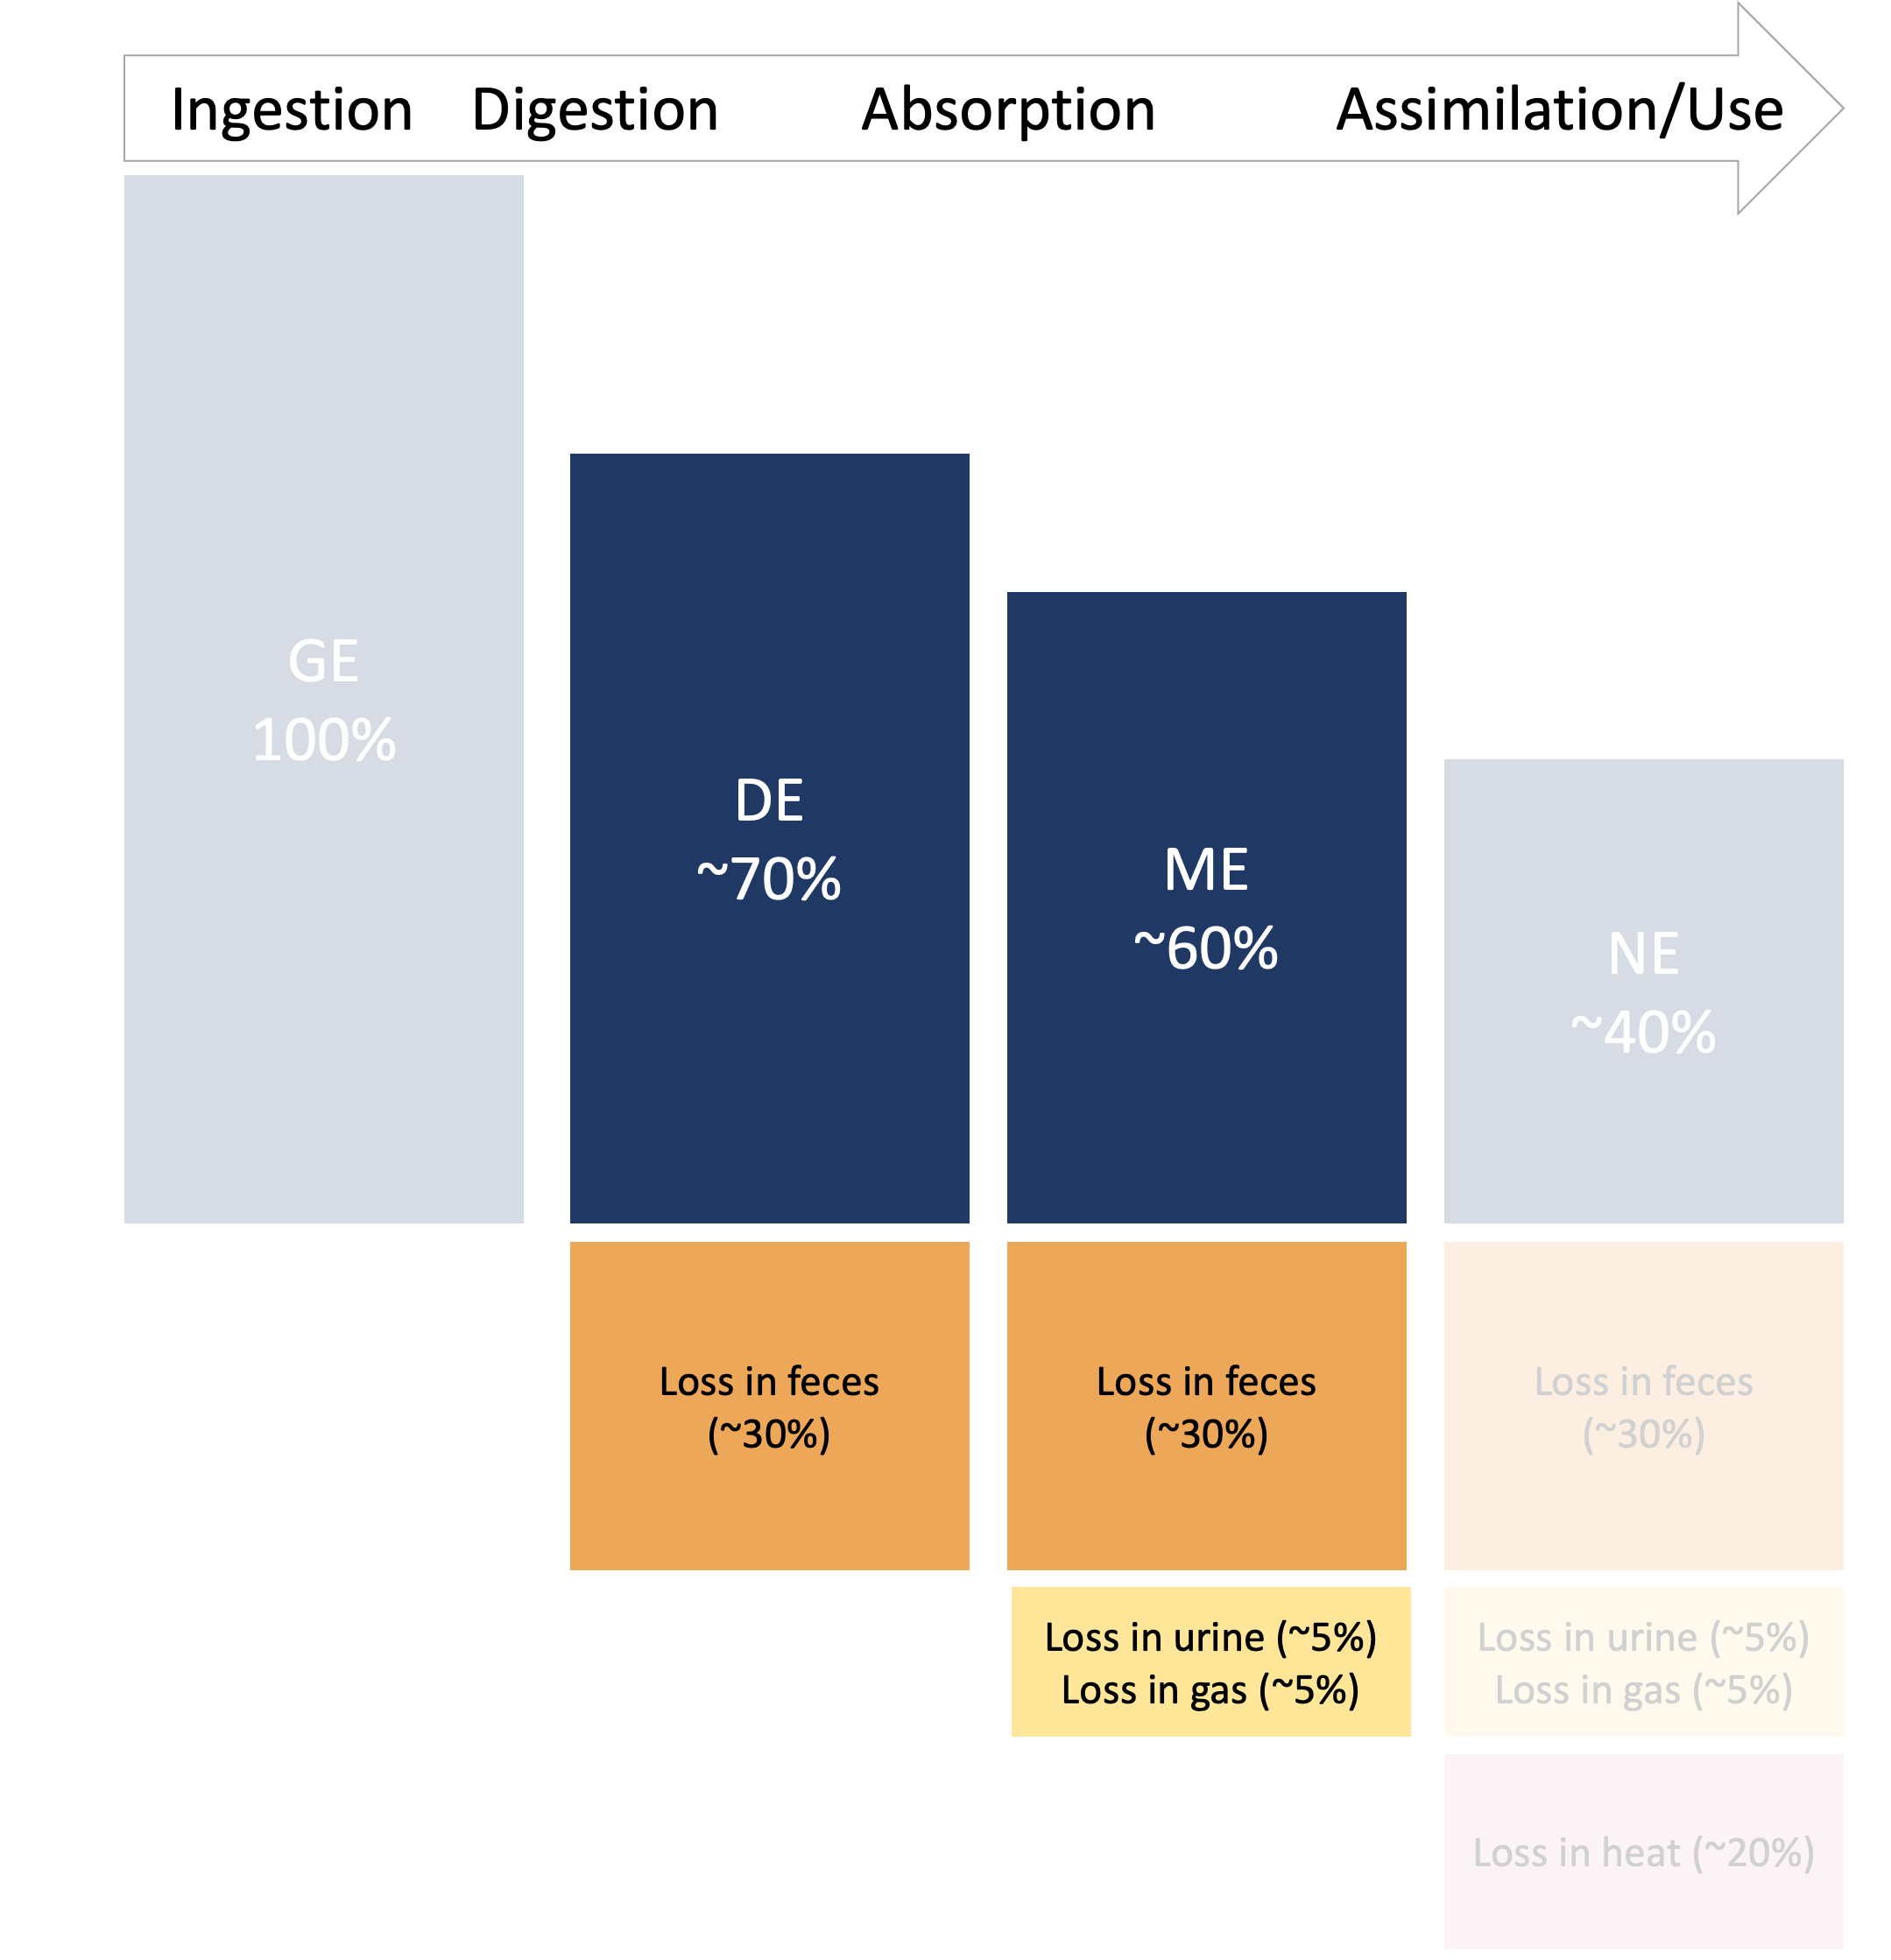 Ingestion Digestion Absorption Assimilation/Use
GE
100%
DE
~70%
ME
~60%
NE
~40%
Loss in feces
(~30%)
Loss in feces
(~30%)
Loss in feces
(~30%)
Loss in urine (~5%)
Loss in gas (~5%)
Loss in urine (~5%)
Loss in gas (~5%)
Loss in heat (~20%)